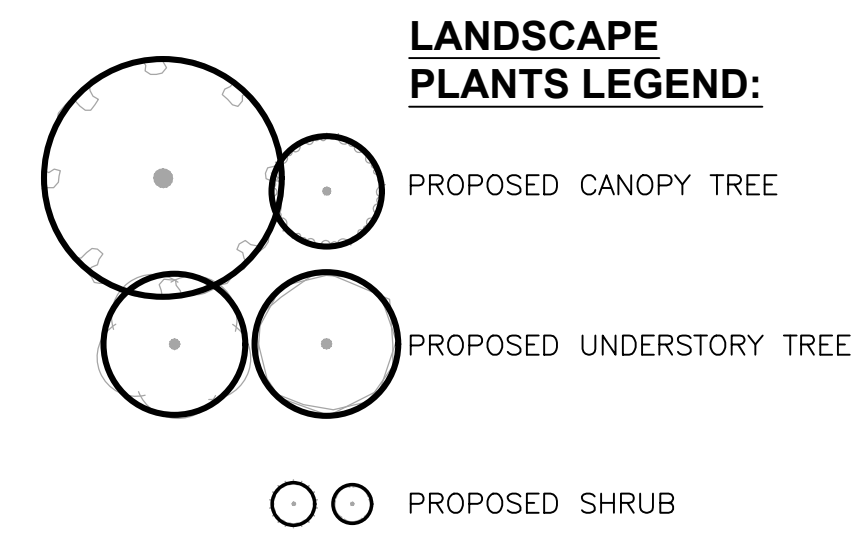 LANDSCAPE
PLANTS LEGEND:
PROPOSED CANOPY TREE
PROPOSED UNDERSTORY TREE
PROPOSED SHRUB